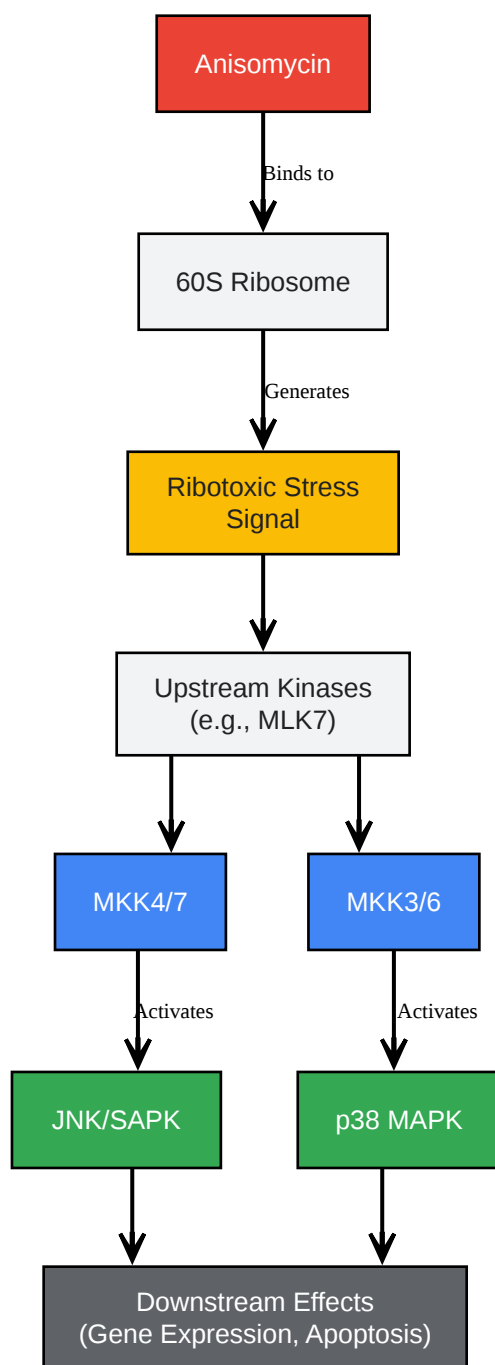 Anisomycin
Binds to
60S Ribosome
Generates
Ribotoxic Stress
Signal
Upstream Kinases
(e.g., MLK7)
MKK4/7
MKK3/6
Activates
Activates
JNK/SAPK
p38 MAPK
Downstream Effects
(Gene Expression, Apoptosis)